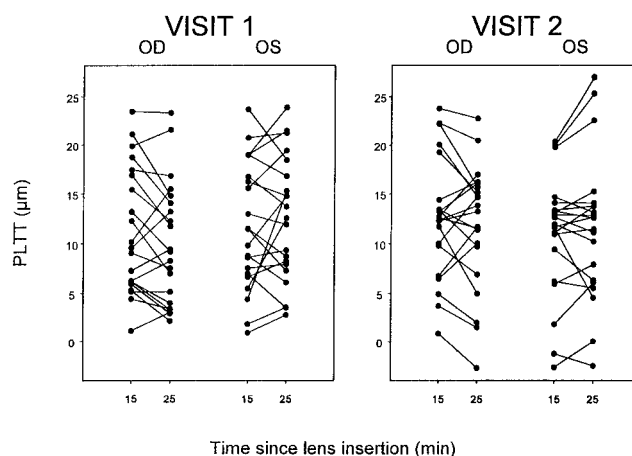 VISIT 1 VISIT 2
OD OS OD OS
25 25
20 20
15 15
10 10
5 5
0 0
PLTT (µm)
15 25 15 25 15 25 15 25
Time since lens insertion (min)